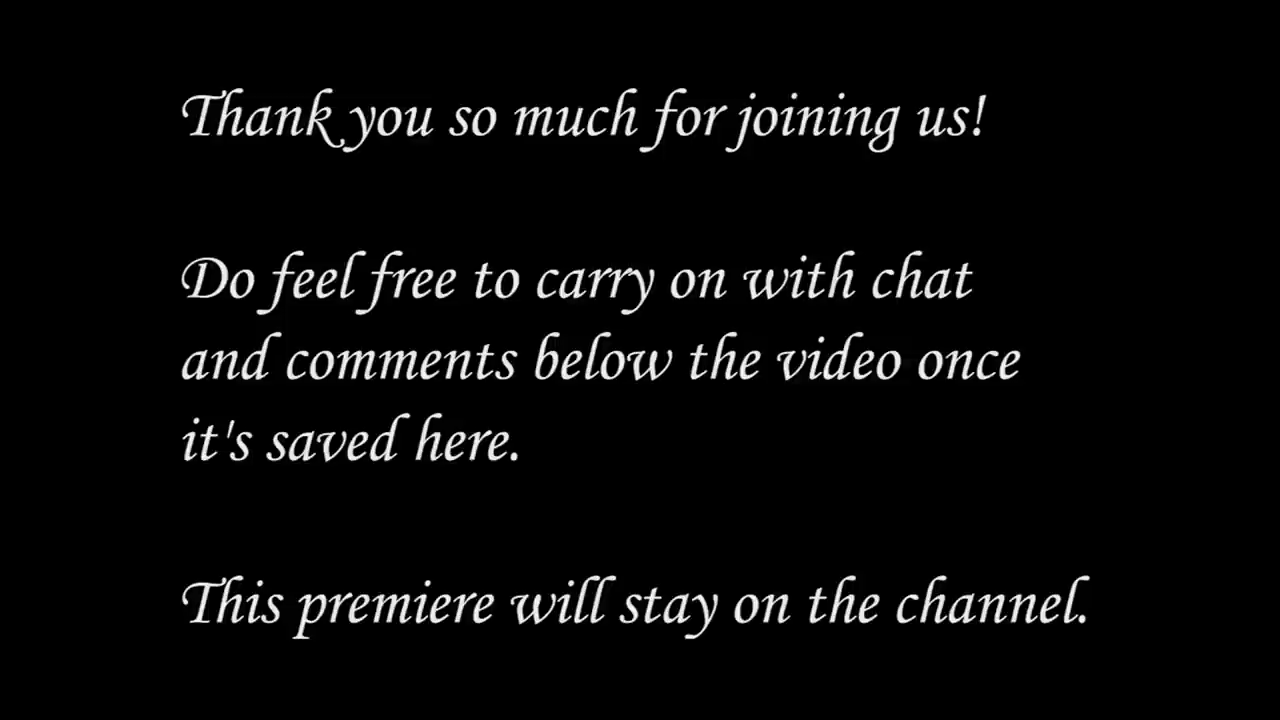 Thank you so much for joining us!
Do feel free to carry on with chat
and comments below the video once
it's saved here.
This premiere will stay on the channel.